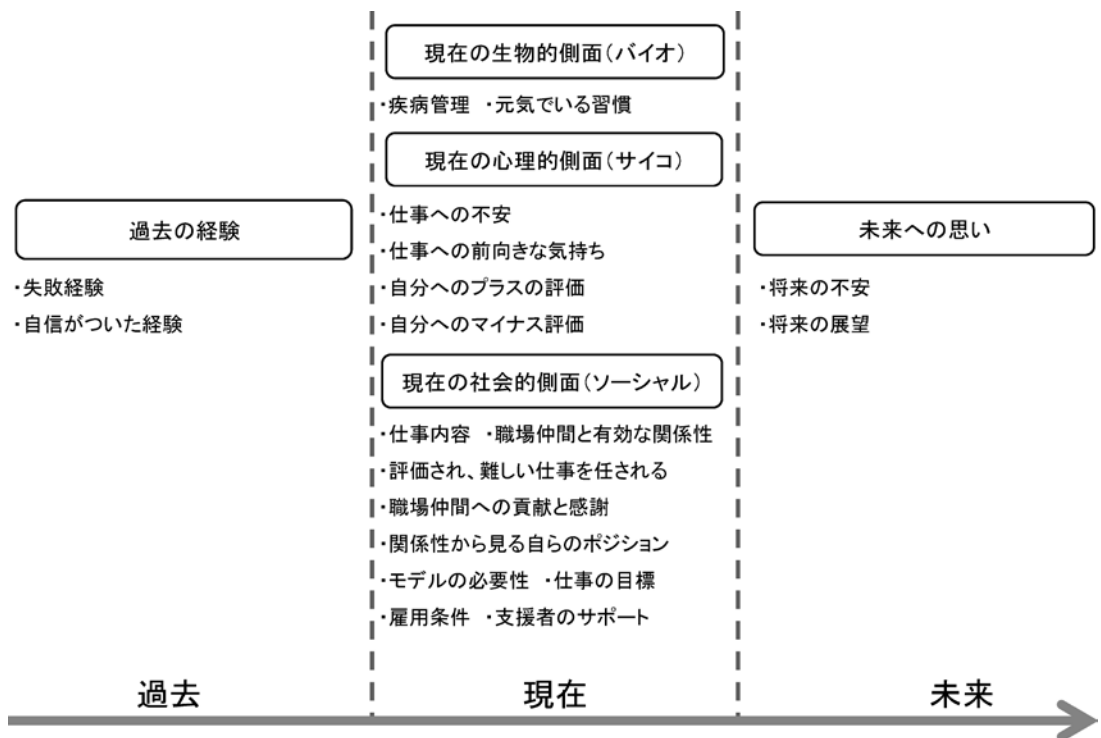 過去の経験
・失敗経験
・自信がついた経験
現在の生物的側面(バイオ)
・疾病管理 ・元気でいる習慣
現在の心理的側面(サイコ)
・仕事への不安
・仕事への前向きな気持ち
・自分へのプラスの評価
・自分へのマイナス評価
現在の社会的側面(ソーシャル)
・仕事内容 ・職場仲間と有効な関係性
・評価され、難しい仕事を任される
・職場仲間への貢献と感謝
・関係性から見る自らのポジション
・モデルの必要性 ・仕事の目標
・雇用条件 ・支援者のサポート
未来への思い
・将来の不安
・将来の展望
過去
現在
未来